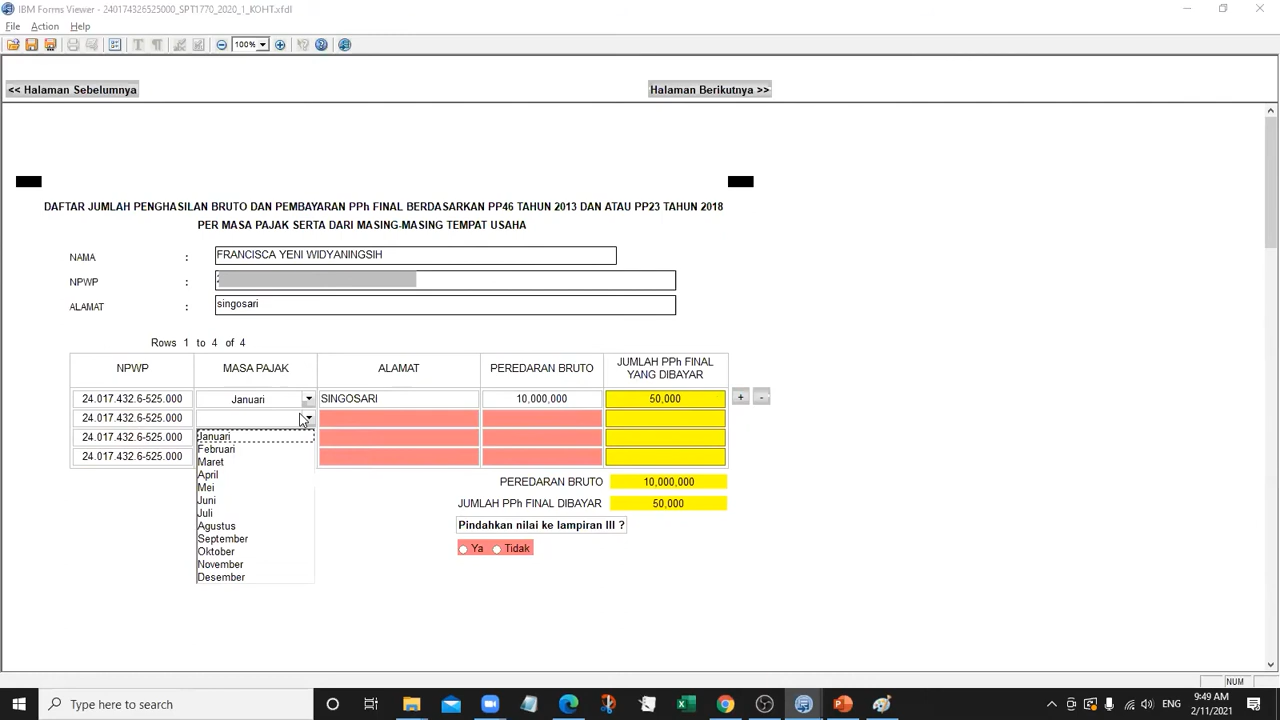 IBM Forms Viewer - 240174326525000_SPT1770_2020_1_KOHT.xfdl
File Action Help
100%
<< Halaman Sebelumnya Halaman Berikutnya >>
DAFTAR JUMLAH PENGHASILAN BRUTO DAN PEMBAYARAN PPh FINAL BERDASARKAN PP46 TAHUN 2013 DAN ATAU PP23 TAHUN 2018
PER MASA PAJAK SERTA DARI MASING-MASING TEMPAT USAHA
NAMA : FRANCISCA YENI WIDYANINGSIH
NPWP :
ALAMAT : singosari
Rows 1 to 4 of 4
NPWP MASA PAJAK ALAMAT PEREDARAN BRUTO JUMLAH PPh FINAL
YANG DIBAYAR
24.017.432.6-525.000 Januari SINGOSARI 10,000,000 50,000 + -
24.017.432.6-525.000
24.017.432.6-525.000 Januari
24.017.432.6-525.000
Februari
Maret
April
PEREDARAN BRUTO 10,000,000
Mei
Juni
JUMLAH PPh FINAL DIBAYAR 50,000
Juli
Agustus
Pindahkan nilai ke lampiran III ?
September
Oktober
Ya Tidak
November
Desember
NUM
Type here to search
ENG
9:49 AM
2/11/2021